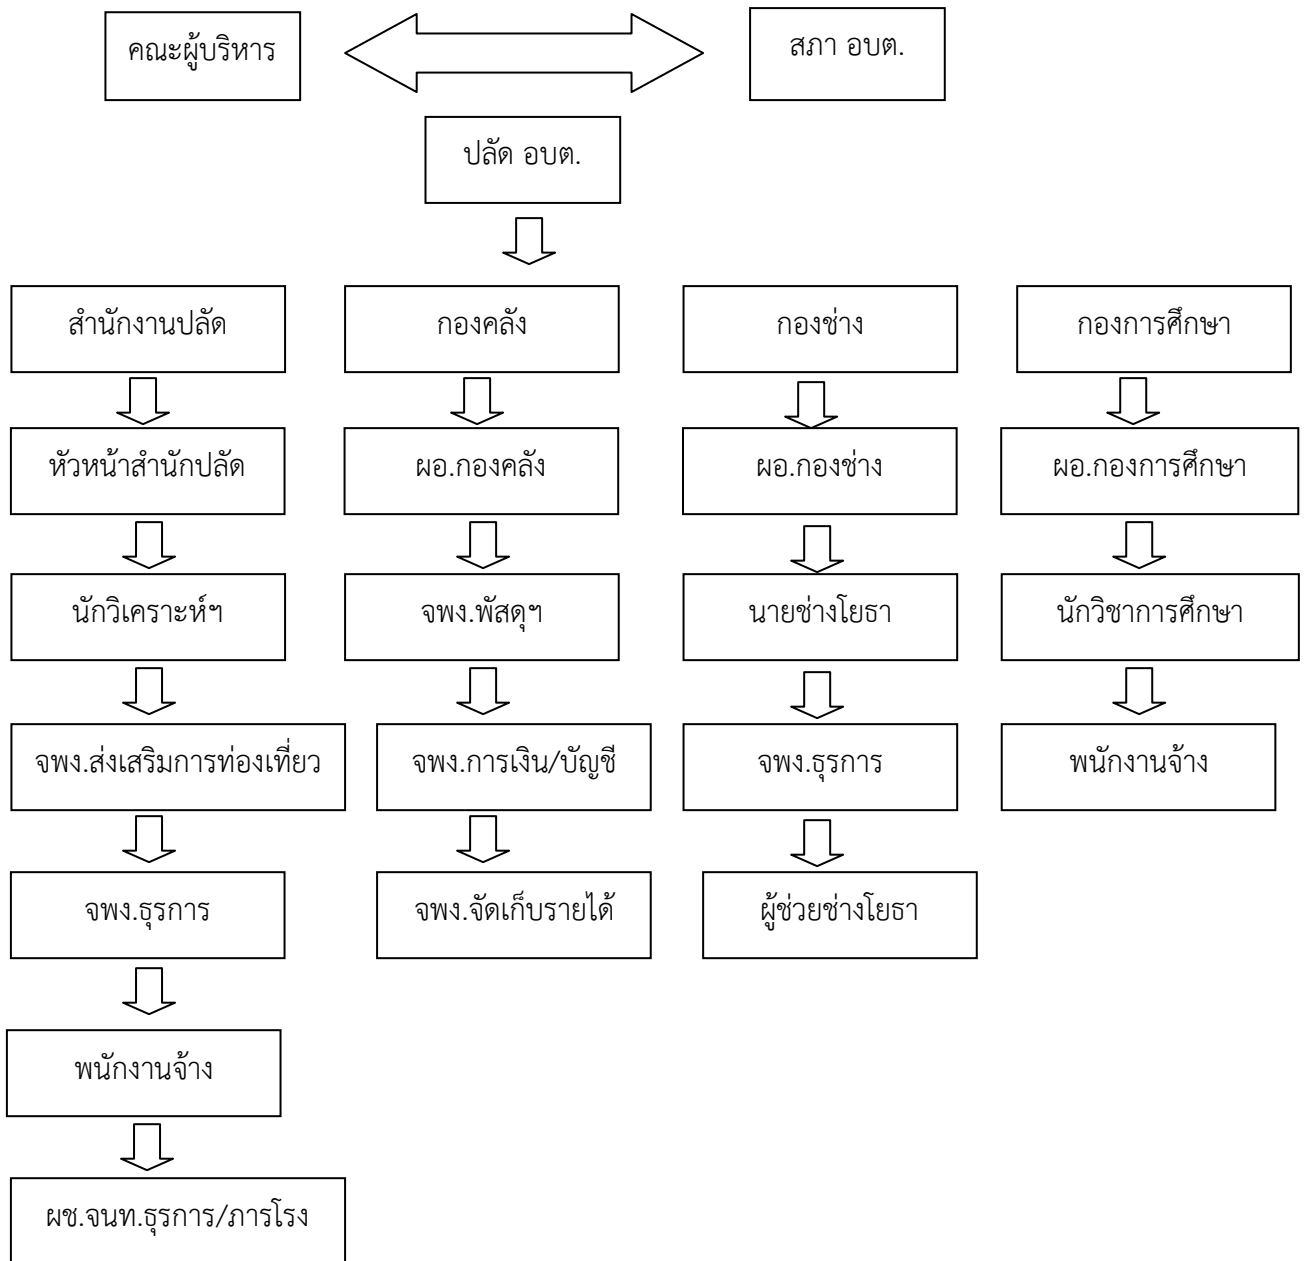 คณะผู้บริหาร
สภา อบต.
ปลัด อบต.
สำนักงานปลัด
กองคลัง
กองช่าง
กองการศึกษา
หัวหน้าสำนักปลัด
ผอ.กองคลัง
ผอ.กองช่าง
ผอ.กองการศึกษา
นักวิเคราะห์ฯ
จพง.พัสดุฯ
นายช่างโยธา
นักวิชาการศึกษา
จพง.ส่งเสริมการท่องเที่ยว
จพง.การเงิน/บัญชี
จพง.ธุรการ
พนักงานจ้าง
จพง.ธุรการ
จพง.จัดเก็บรายได้
ผู้ช่วยช่างโยธา
พนักงานจ้าง
ผช.จนท.ธุรการ/ภารโรง